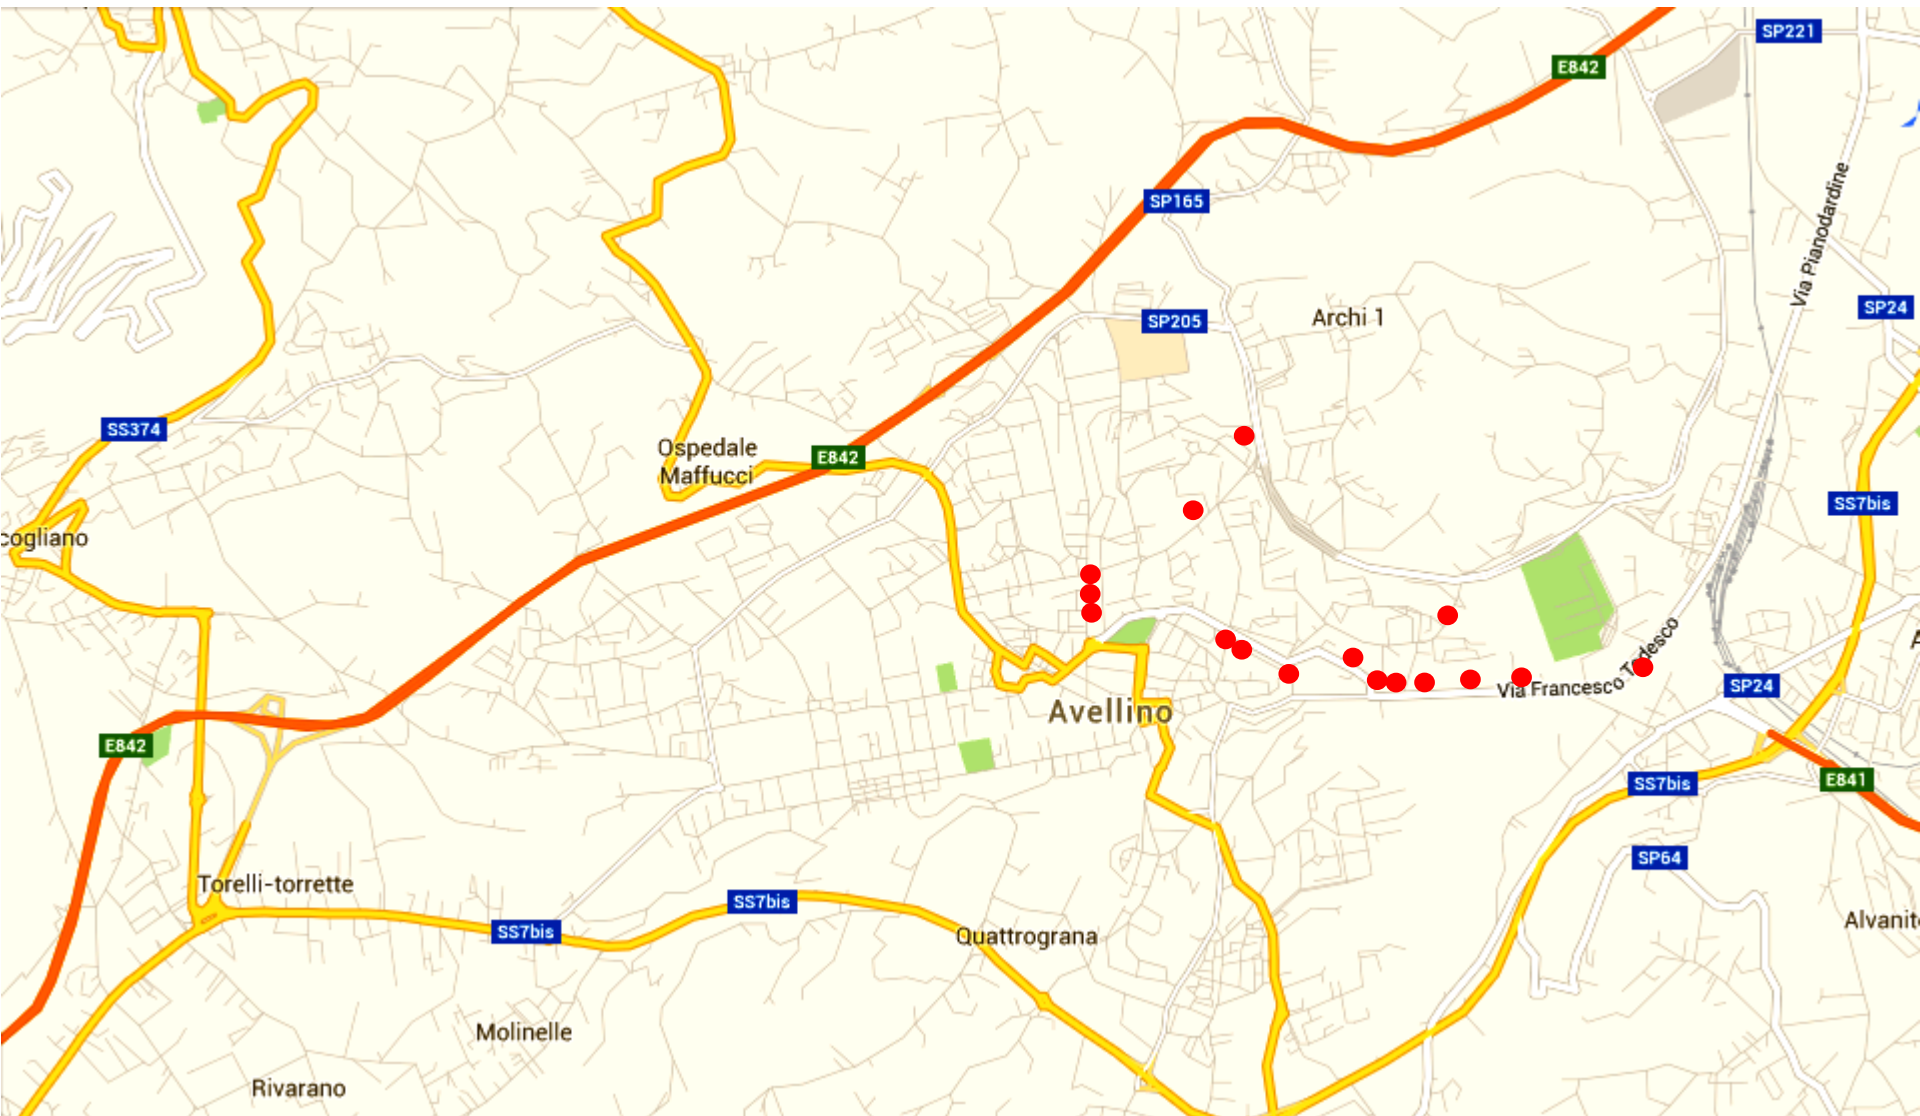 SP221
E842
SP165
Via Pianodardine
SP24
SP205
Archi 1
SS374
Ospedale
Maffucci
E842
SS7bis
cogliano
Via Francesco Tedesco
SP24
Avellino
E842
E841
SS7bis
SP64
Torelli-torrette
SS7bis
SS7bis
Alvanit
Quattrograna
Molinelle
Rivarano